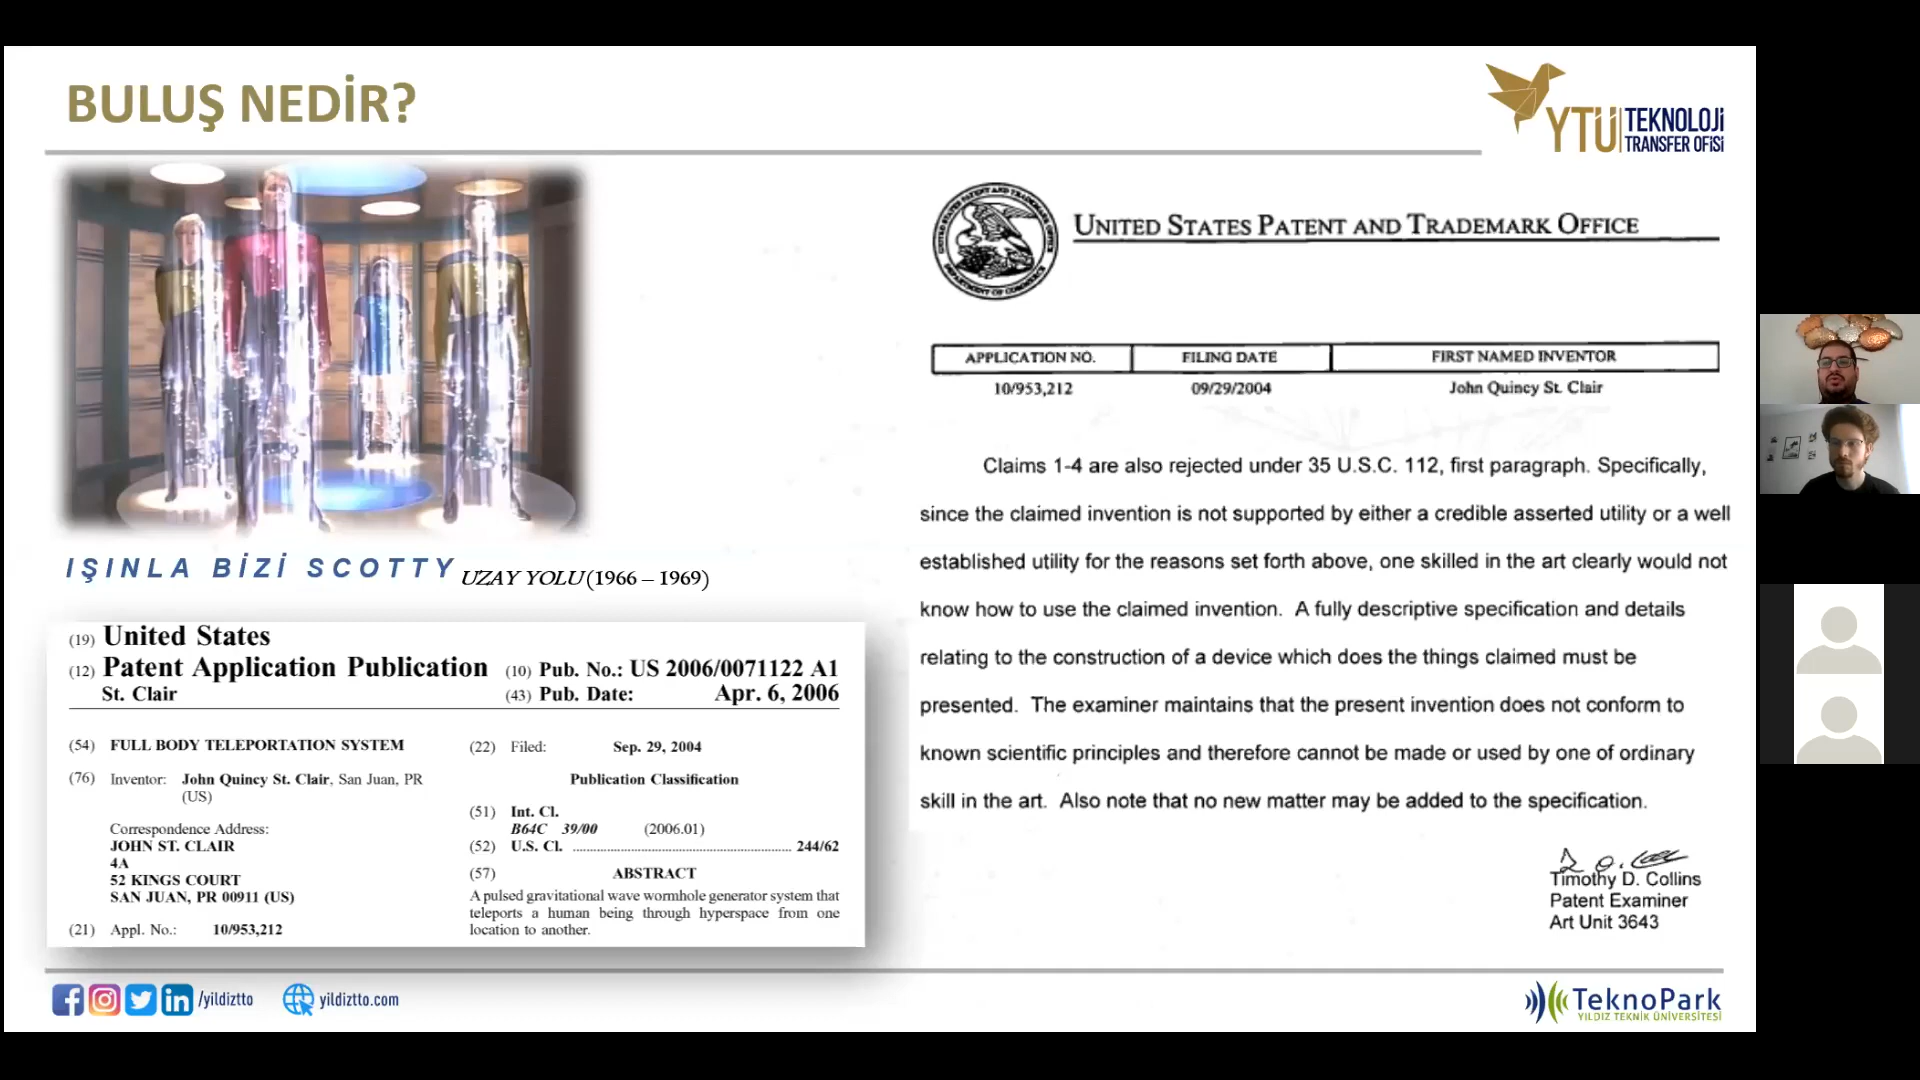 BULUŞ NEDİR?
YTÜ TEKNOLOJİ
TRANSFER OFİSİ
IŞINLA BİZİ SCOTTY UZAY YOLU (1966 – 1969)
(19) United States
(12) Patent Application Publication
St. Clair
(10) Pub. No.: US 2006/0071122 A1
(43) Pub. Date: Apr. 6, 2006
(54) FULL BODY TELEPORTATION SYSTEM
(76) Inventor: John Quincy St. Clair, San Juan, PR
(US)
Correspondence Address:
JOHN ST. CLAIR
4A
52 KINGS COURT
SAN JUAN, PR 00911 (US)
(21) Appl. No.: 10/953,212
(22) Filed: Sep. 29, 2004
Publication Classification
(51) Int. Cl.
B64C 39/00 (2006.01)
(52) U.S. Cl. .............................................................. 244/62
(57) ABSTRACT
A pulsed gravitational wave wormhole generator system that
teleports a human being through hyperspace from one
location to another.
UNITED STATES PATENT AND TRADEMARK OFFICE
UNITED STATES PATENT AND TRADEMARK OFFICE
DEPARTMENT OF COMMERCE
APPLICATION NO. FILING DATE FIRST NAMED INVENTOR
10/953,212 09/29/2004 John Quincy St. Clair
Claims 1-4 are also rejected under 35 U.S.C. 112, first paragraph. Specifically,
since the claimed invention is not supported by either a credible asserted utility or a well
established utility for the reasons set forth above, one skilled in the art clearly would not
know how to use the claimed invention. A fully descriptive specification and details
relating to the construction of a device which does the things claimed must be
presented. The examiner maintains that the present invention does not conform to
known scientific principles and therefore cannot be made or used by one of ordinary
skill in the art. Also note that no new matter may be added to the specification.
Timothy D. Collins
Patent Examiner
Art Unit 3643
/yildiztto yildiztto.com
TeknoPark
YILDIZ TEKNİK ÜNİVERSİTESİ